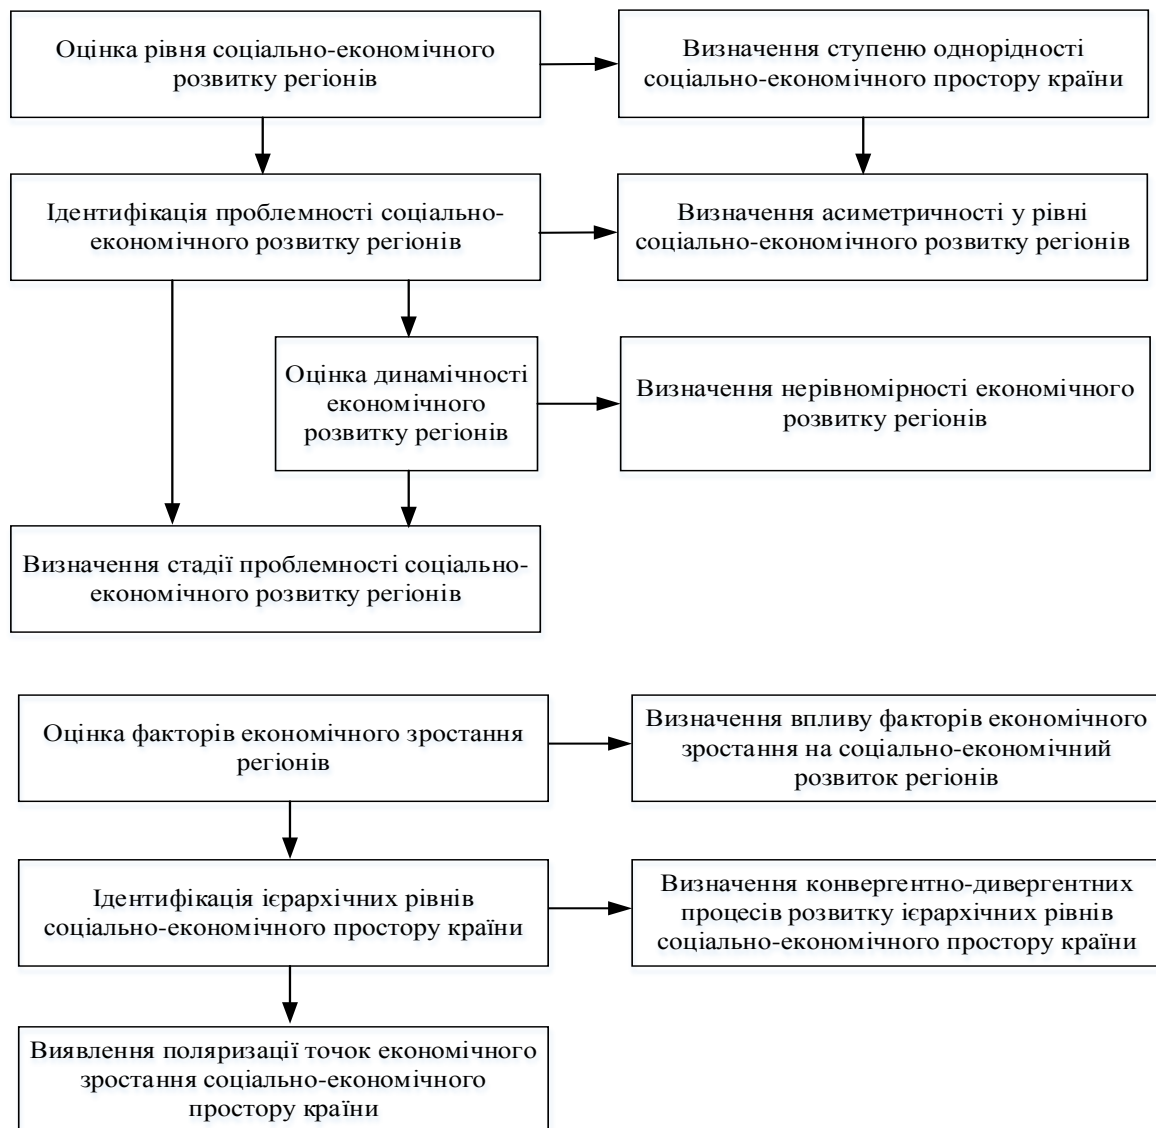 Оцінка рівня соціально-економічного
розвитку регіонів
Визначення ступеню однорідності
соціально-економічного простору країни
Ідентифікація проблемності соціально-
економічного розвитку регіонів
Визначення асиметричності у рівні
соціально-економічного розвитку регіонів
Оцінка динамічності
економічного
розвитку регіонів
Визначення нерівномірності економічного
розвитку регіонів
Визначення стадії проблемності соціально-
економічного розвитку регіонів
Оцінка факторів економічного зростання
регіонів
Визначення впливу факторів економічного
зростання на соціально-економічний
розвиток регіонів
Ідентифікація ієрархічних рівнів
соціально-економічного простору країни
Визначення конвергентно-дивергентних
процесів розвитку ієрархічних рівнів
соціально-економічного простору країни
Виявлення поляризації точок економічного
зростання соціально-економічного
простору країни